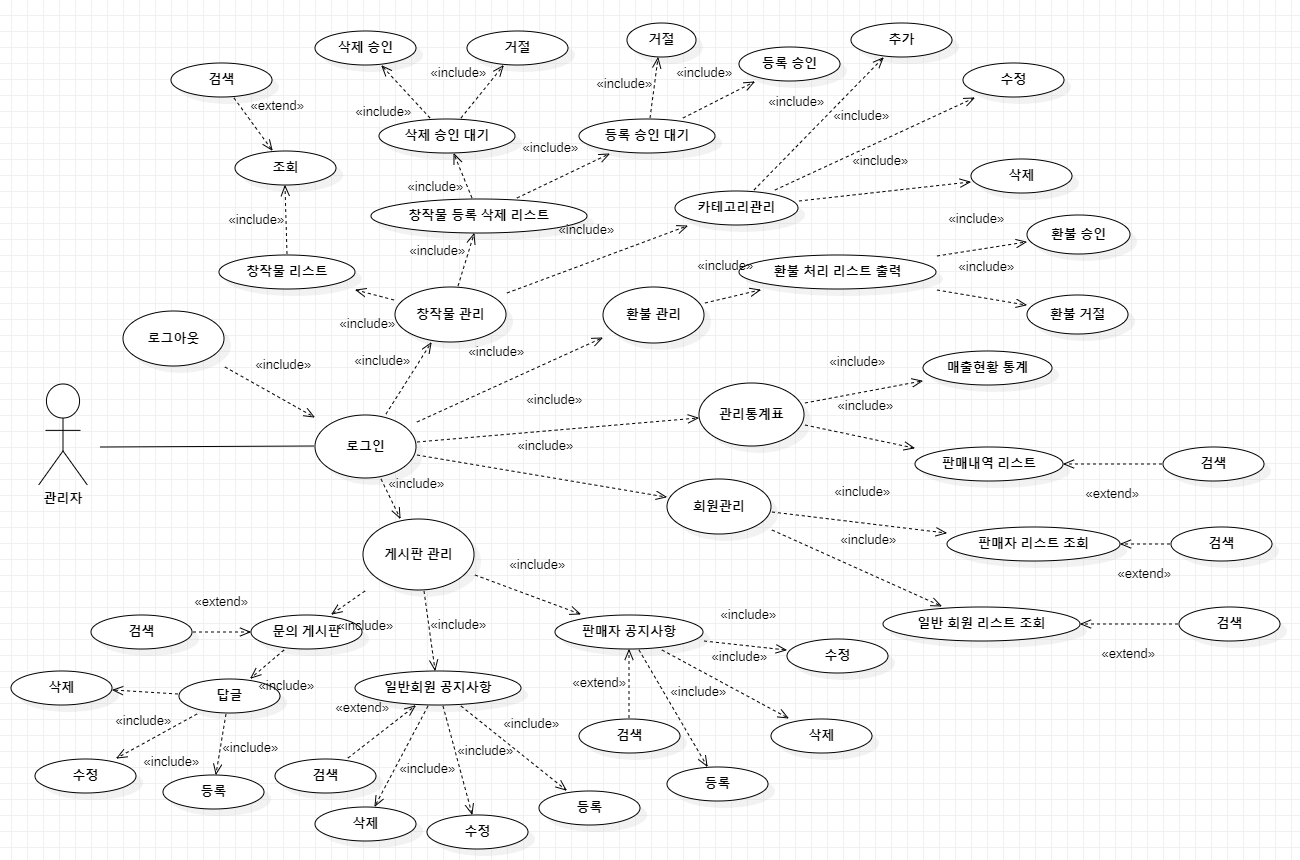 삭제 승인
거절
거절
등록 승인
추가
검색
«include»
«include»
«include»
수정
«extend»
«include»
«include»
«include»
삭제 승인 대기
등록 승인 대기
조회
«include»
«include»
삭제
«include»
«include»
창작물 등록 삭제 리스트
카테고리관리
«include»
«include»
환불 승인
«include»
창작물 리스트
«include»
환불 처리 리스트 출력
«include»
창작물 관리
환불 관리
환불 거절
로그아웃
«include»
«include»
«include»
«include»
«include»
매출현황 통계
«include»
«include»
관리통계표
로그인
«include»
판매내역 리스트
검색
«include»
«include»
«extend»
관리자
회원관리
«include»
판매자 리스트 조회
검색
게시판 관리
«include»
«extend»
«extend»
«include»
일반 회원 리스트 조회
검색
검색
문의 게시판
«include»
«include»
판매자 공지사항
«include»
수정
«extend»
삭제
답글
«include»
일반회원 공지사항
«extend»
«include»
«extend»
«include»
«include»
검색
삭제
«include»
«include»
«include»
«include»
수정
등록
검색
등록
삭제
수정
등록